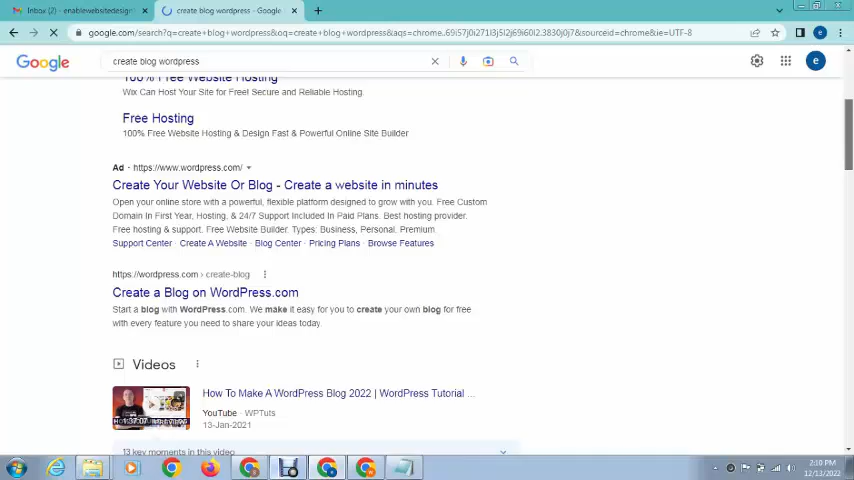 Inbox (2) - enablewebsitedesign
create blog wordpress - Google
google.com/search?q=create+blog+wordpress&oq=create+blog+wordpress&aqs=chrome..69i57j0i271l3j5l2j69i60l2.3830j0j7&sourceid=chrome&ie=UTF-8
Google
create blog wordpress
e
100% Free Website Hosting
Wix Can Host Your Site for Free! Secure and Reliable Hosting.
Free Hosting
100% Free Website Hosting & Design Fast & Powerful Online Site Builder
Ad · https://www.wordpress.com/
Create Your Website Or Blog - Create a website in minutes
Open your online store with a powerful, flexible platform designed to grow with you. Free Custom
Domain In First Year, Hosting, & 24/7 Support Included In Paid Plans. Best hosting provider.
Free hosting & support. Free Website Builder. Types: Business, Personal, Premium.
Support Center · Create A Website · Blog Center · Pricing Plans · Browse Features
https://wordpress.com › create-blog
Create a Blog on WordPress.com
Start a blog with WordPress.com. We make it easy for you to create your own blog for free
with every feature you need to share your ideas today.
Videos
How To Make A WordPress Blog 2022 | WordPress Tutorial ...
1:37:07
YouTube · WPTuts
13-Jan-2021
13 key moments in this video
2:10 PM
12/13/2022